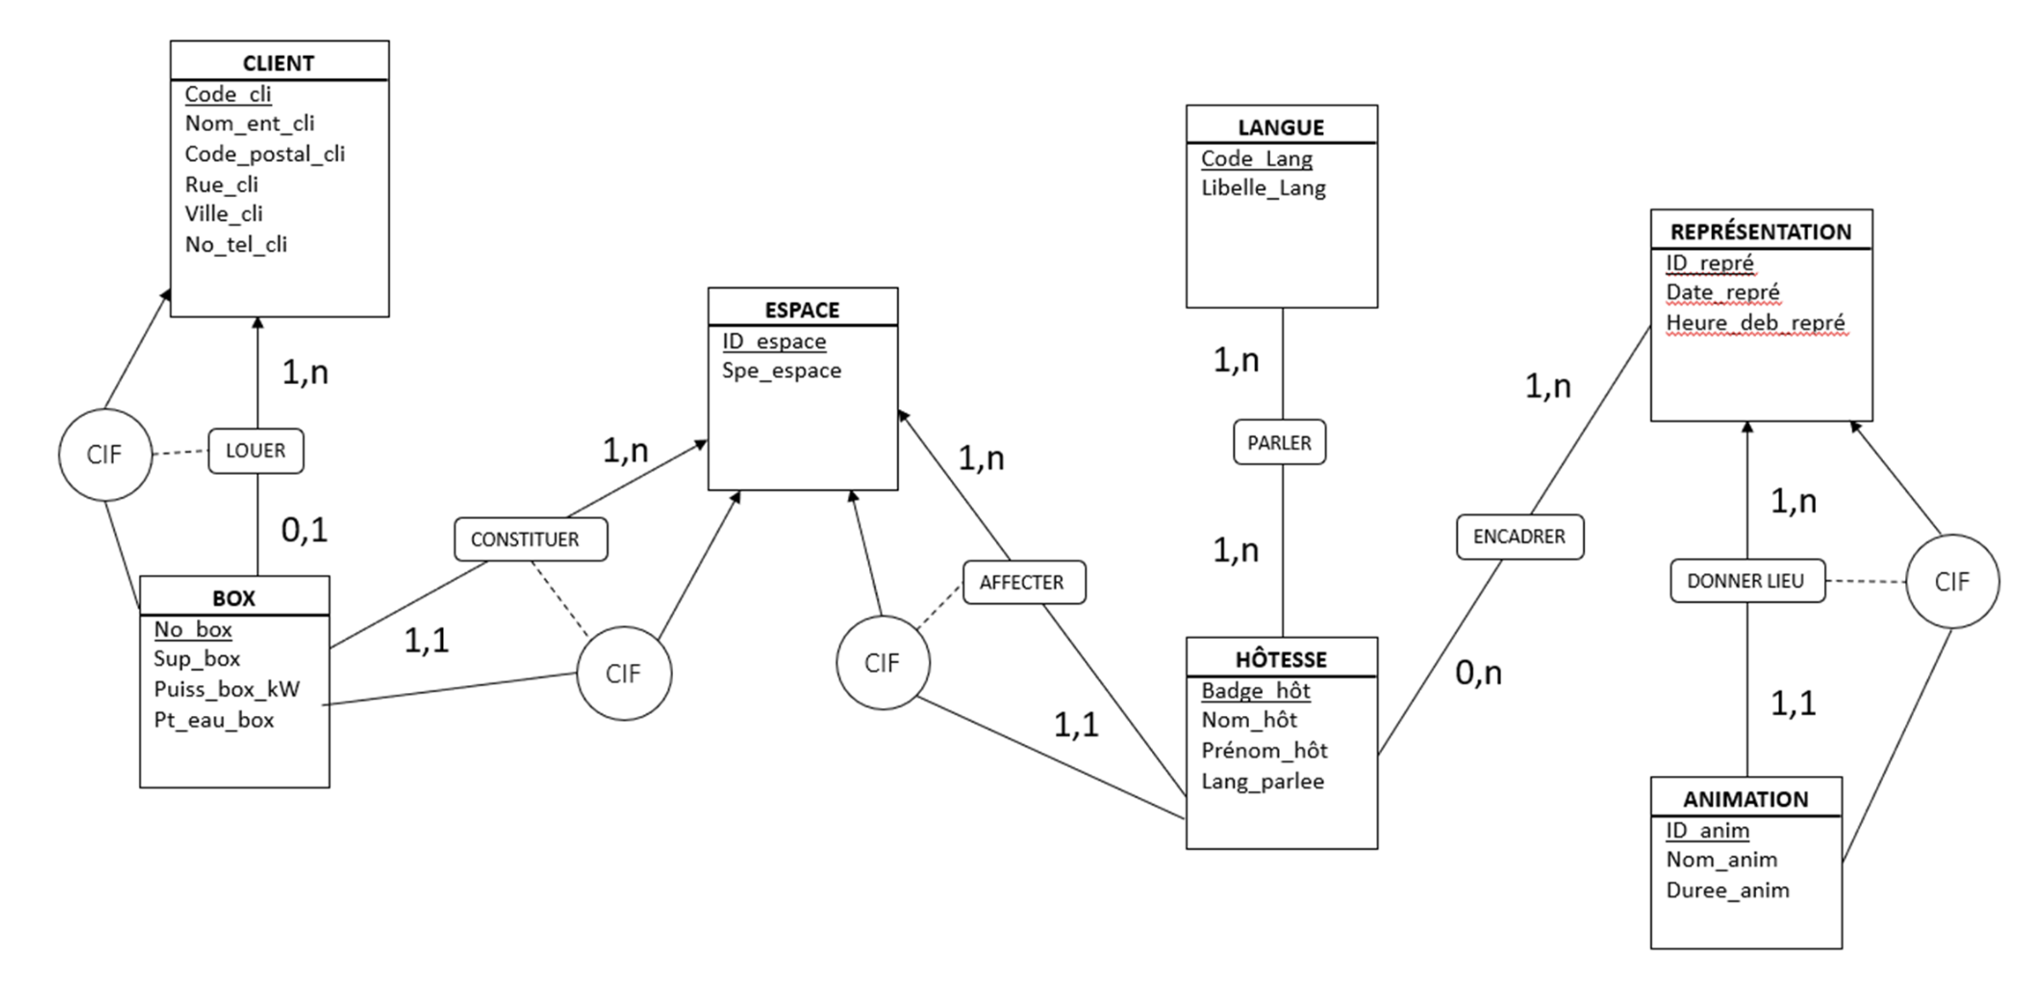 CLIENT
Code_cli
Nom_ent_cli
Code_postal_cli
Rue_cli
Ville_cli
No_tel_cli
1,n
CIF
LOUER
0,1
BOX
No_box
Sup_box
Puiss_box_kW
Pt_eau_box
1,n
CONSTITUER
1,1
CIF
ESPACE
ID_espace
Spe_espace
1,n
AFFECTER
CIF
1,1
LANGUE
Code_Lang
Libelle_Lang
1,n
PARLER
1,n
HÔTESSE
Badge_hôt
Nom_hôt
Prénom_hôt
Lang_parlee
1,n
ENCADRER
0,n
REPRÉSENTATION
ID_repré
Date_repré
Heure_deb_repré
1,n
DONNER LIEU
CIF
1,1
ANIMATION
ID_anim
Nom_anim
Duree_anim